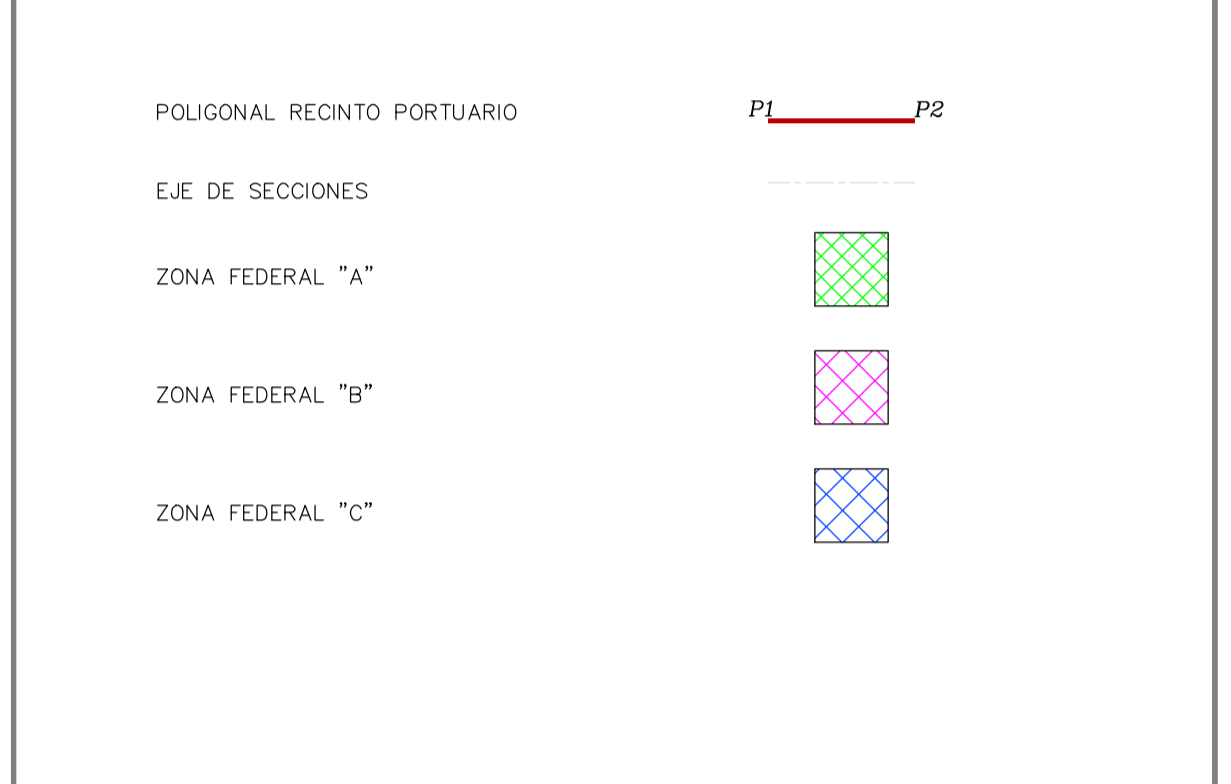 POLIGONAL RECINTO PORTUARIO P1 P2
EJE DE SECCIONES
ZONA FEDERAL "A"
ZONA FEDERAL "B"
ZONA FEDERAL "C"